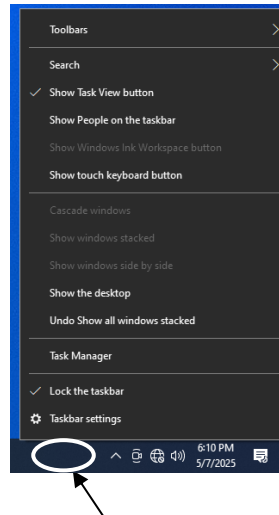 Toolbars
Search
Show Task View button
Show People on the taskbar
Show Windows Ink Workspace button
Show touch keyboard button
Cascade windows
Show windows stacked
Show windows side by side
Show the desktop
Undo Show all windows stacked
Task Manager
Lock the taskbar
Taskbar settings
6:10 PM
5/7/2025